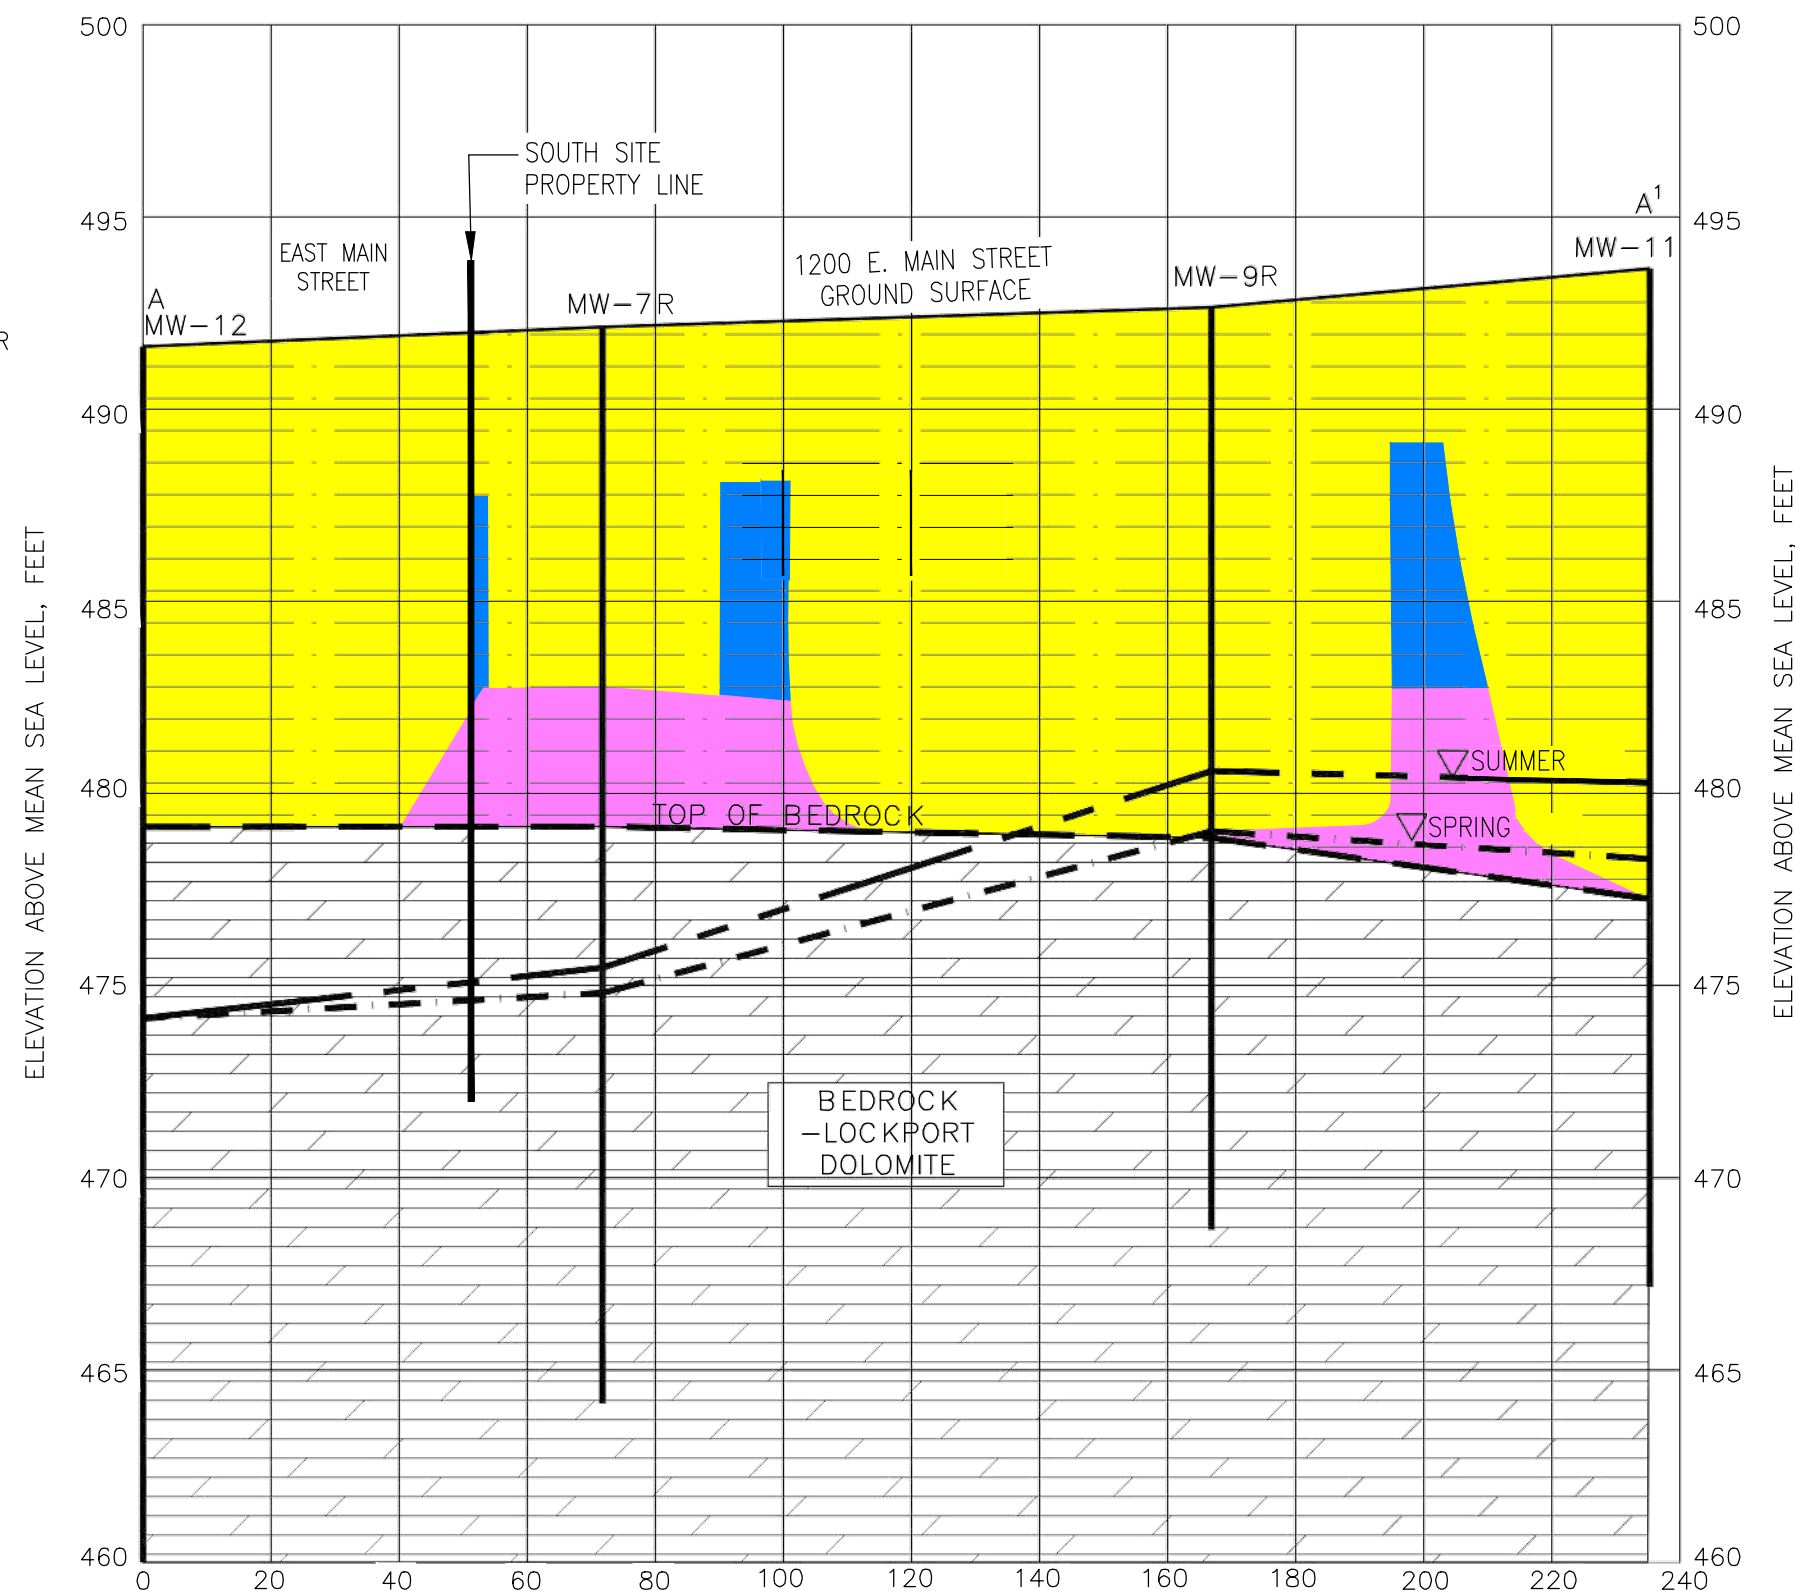 500
500
SOUTH SITE
PROPERTY LINE
495
A1
495
EAST MAIN
STREET
1200 E. MAIN STREET
GROUND SURFACE
MW-11
MW-9R
A
MW-12
MW-7R
R
490
490
485
485
ELEVATION ABOVE MEAN SEA LEVEL, FEET
ELEVATION ABOVE MEAN SEA LEVEL, FEET
SUMMER
480
480
TOP OF BEDROCK
SPRING
475
475
BEDROCK
-LOCKPORT
DOLOMITE
470
470
465
465
460
460
0 20 40 60 80 100 120 140 160 180 200 220 240